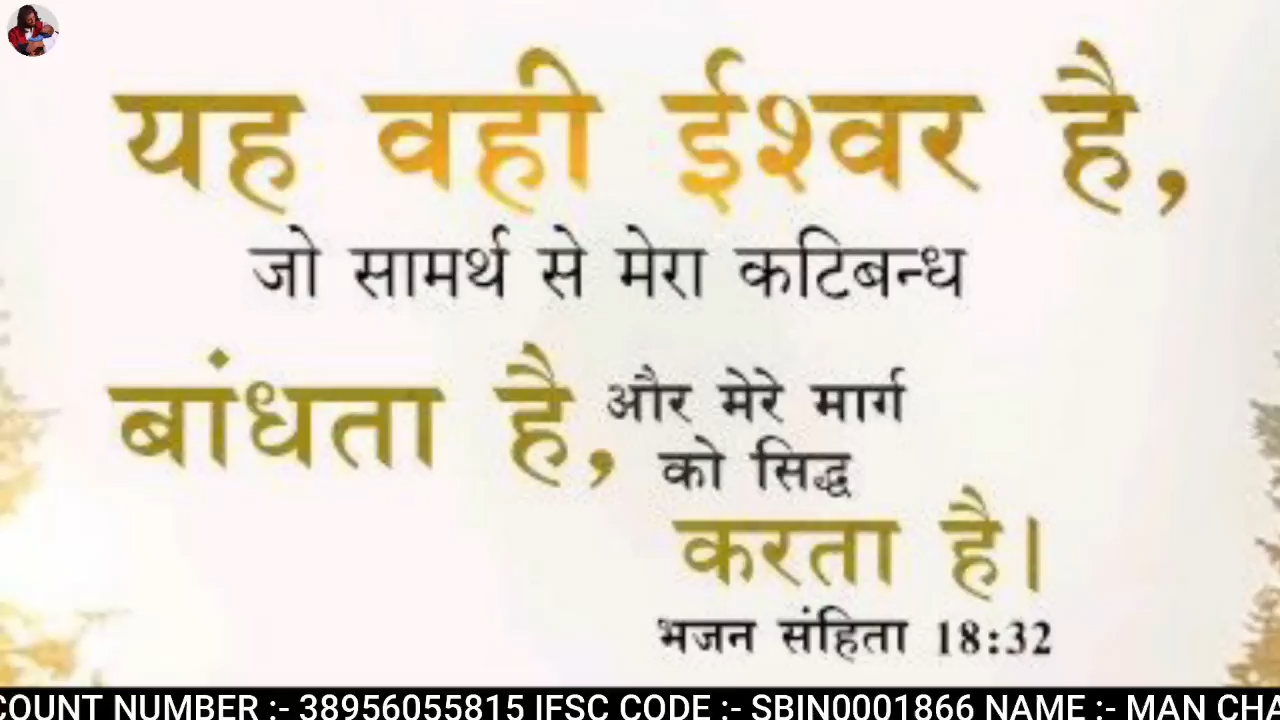 यह वही ईश्वर है,
जो सामर्थ से मेरा कटिबन्ध
बांधता है, और मेरे मार्ग
को सिद्ध
करता है।
भजन संहिता 18:32
COUNT NUMBER :- 38956055815 IFSC CODE :- SBIN0001866 NAME :- MAN CHA